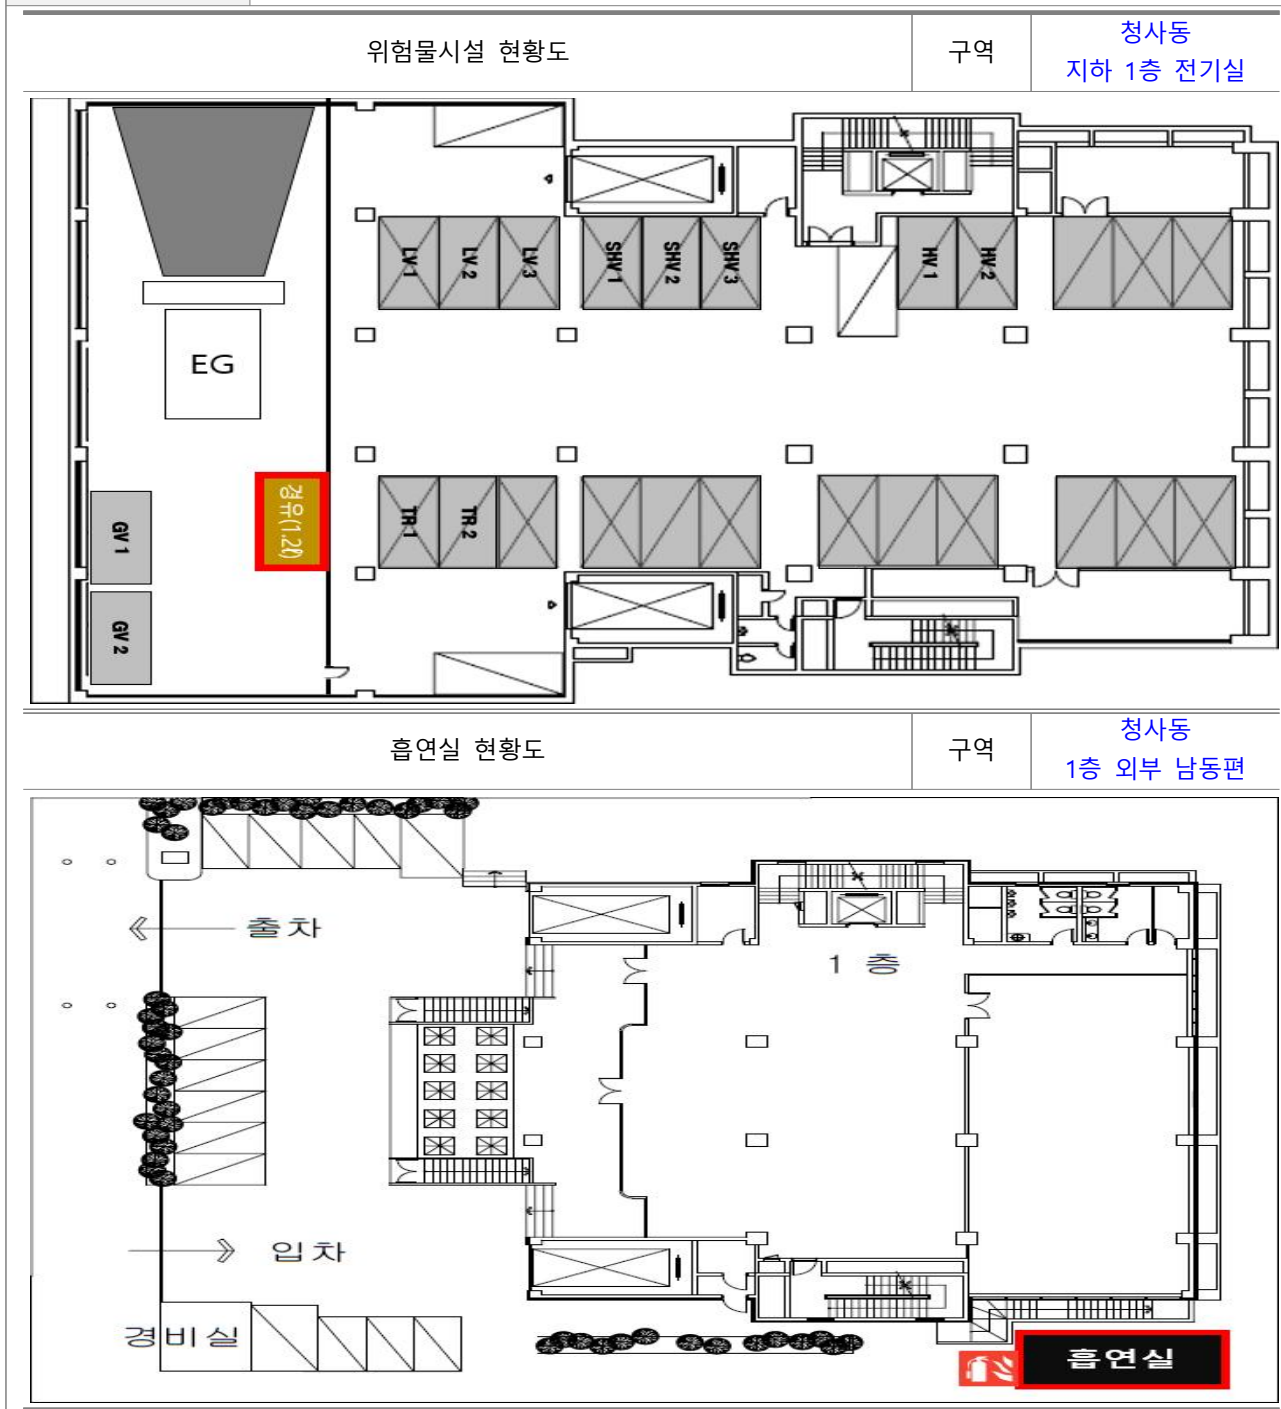 위험물시설 현황도
구역
청사동
지하 1층 전기실
LV.1
LV.2
LV.3
SHV.1
SHV.2
SHV.3
HV.1
HV.2
EG
경유(1.2ℓ)
TR.1
TR.2
GV 1
GV 2
흡연실 현황도
구역
청사동
1층 외부 남동편
출차
1 층
입차
경비실
흡연실